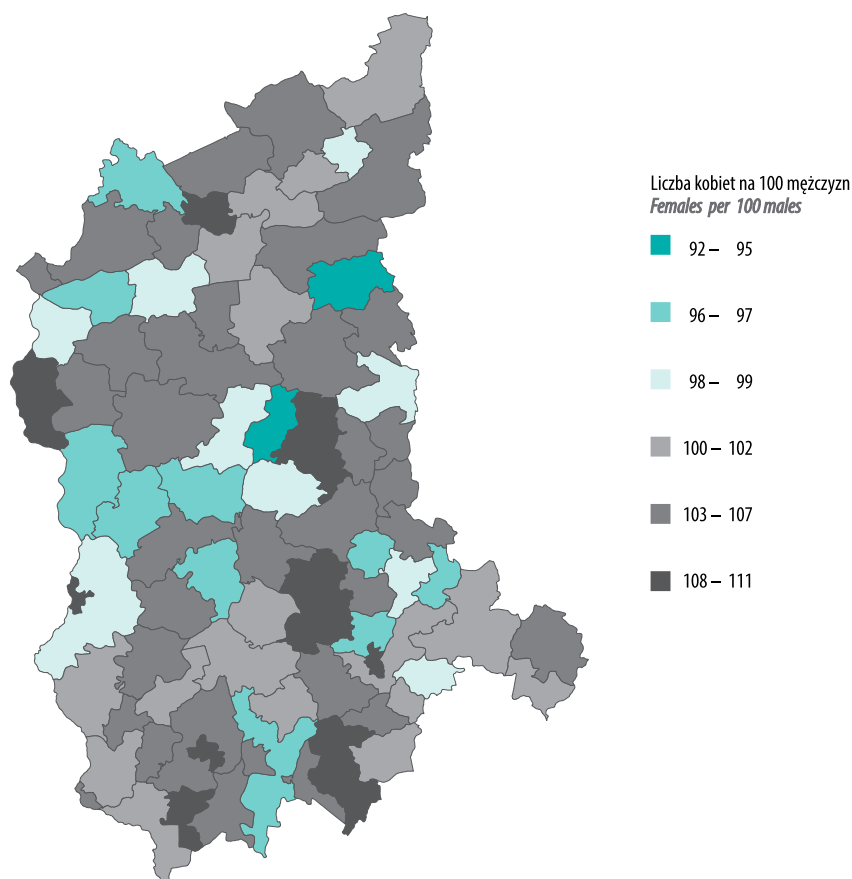 Liczba kobiet na 100 mężczyzn
Females per 100 males
92 – 95
96 – 97
98 – 99
100 – 102
103 – 107
108 – 111